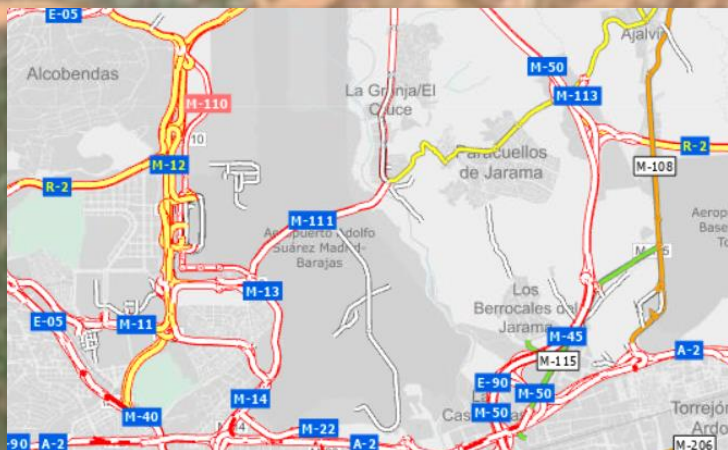 E-05
Ajalvir
Alcobendas
M-50
La Granja/El
Cruce
M-113
M-110
10
R-2
M-12
Paracuellos
de Jarama
M-108
R-2
M-111
Aeropuerto Adolfo
Suárez Madrid-
Barajas
M-13
Los
Berrocales del
Jarama
E-05
M-11
M-45
M-115
A-2
E-90
M-50
M-50
M-14
M-40
M-22
Torrejón
A-2
A-2
M-206